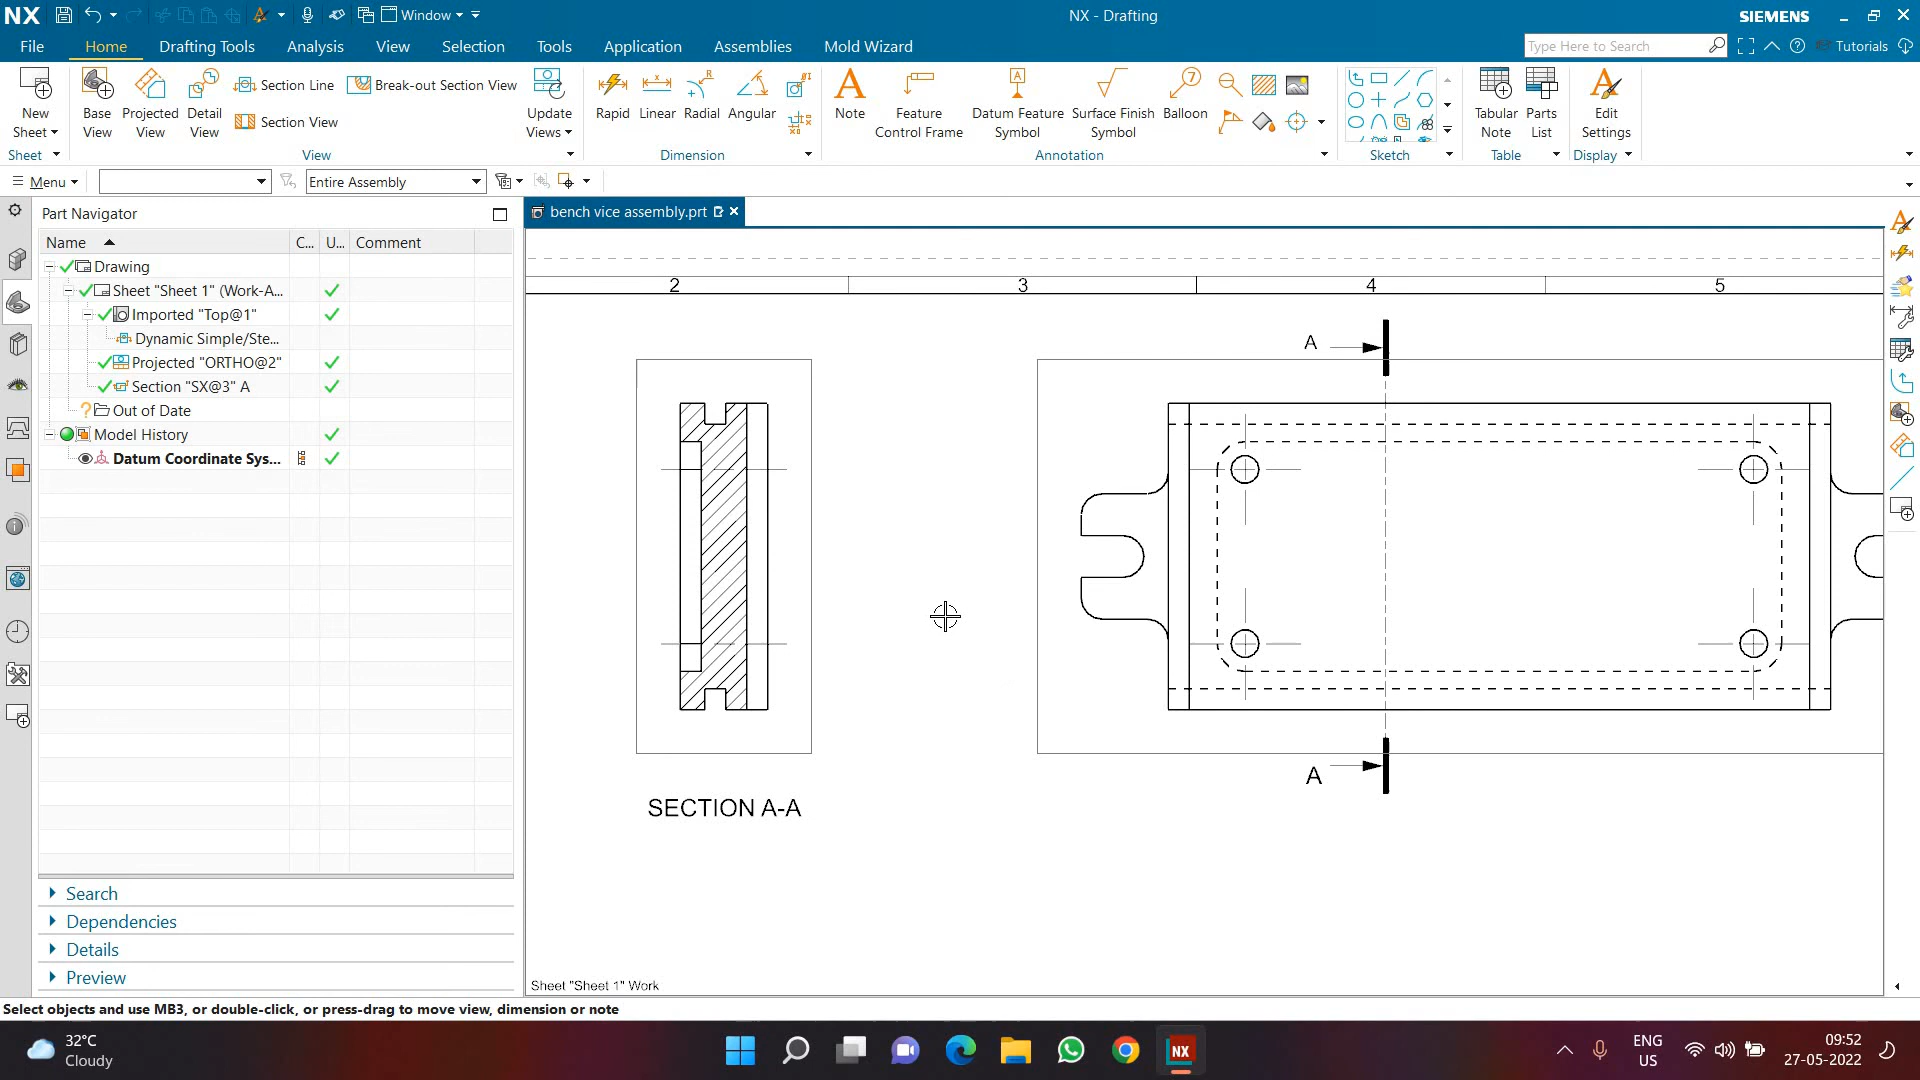 NX
Window
NX - Drafting
SIEMENS
File
Home
Drafting Tools
Analysis
View
Selection
Tools
Application
Assemblies
Mold Wizard
Type Here to Search
Tutorials
New Sheet
Base View
Projected View
Detail View
Section Line
Break-out Section View
Section View
Update Views
Rapid
Linear
Radial
Angular
Note
Feature Control Frame
Datum Feature Symbol
Surface Finish Symbol
Balloon
Tabular Note
Parts List
Edit Settings
Sheet
View
Dimension
Annotation
Sketch
Table
Display
Menu
Entire Assembly
Part Navigator
bench vice assembly.prt
Name
C...
U...
Comment
Drawing
Sheet "Sheet 1" (Work-A...
Imported "Top@1"
Dynamic Simple/Ste...
Projected "ORTHO@2"
Section "SX@3" A
Out of Date
Model History
Datum Coordinate Sys...
2
3
4
5
A
A
SECTION A-A
Search
Dependencies
Details
Preview
Sheet "Sheet 1" Work
Select objects and use MB3, or double-click, or press-drag to move view, dimension or note
32°C
Cloudy
NX
ENG
US
09:52
27-05-2022